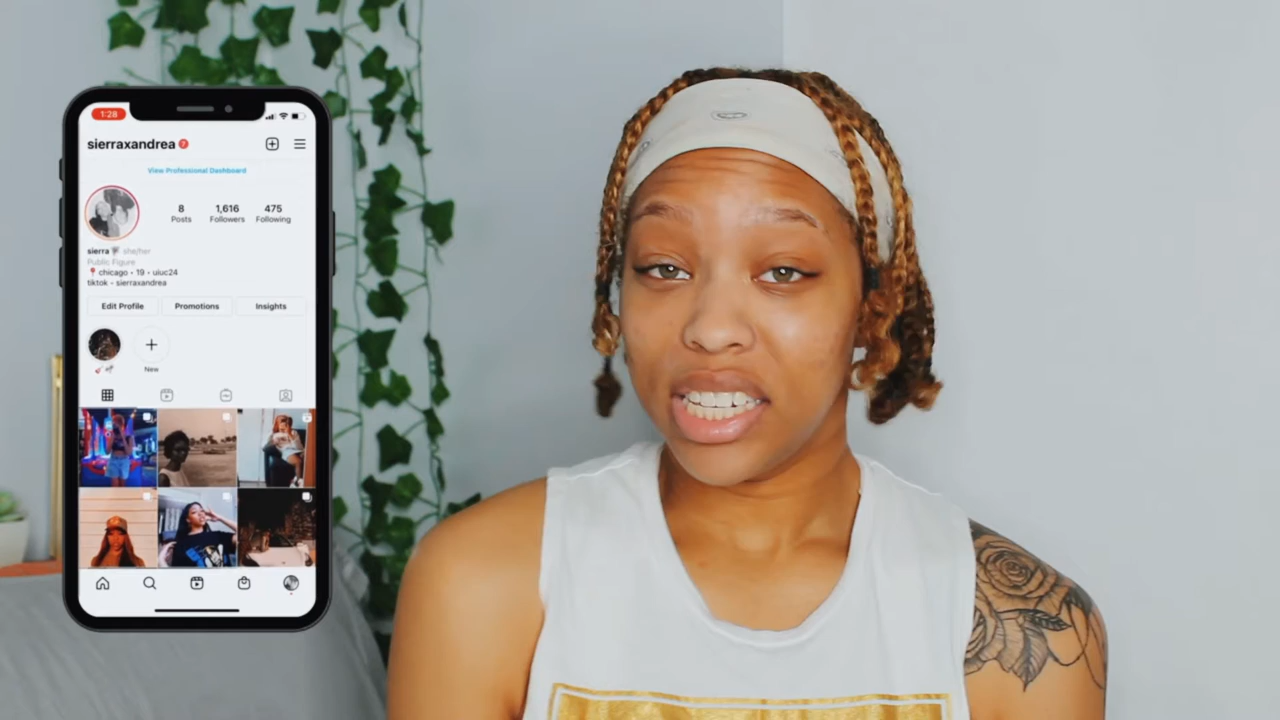 1:28
sierraxandrea 7
View Professional Dashboard
8 1,616 475
Posts Followers Following
sierra she/her
Public Figure
📍chicago • 19 • uiuc24
tiktok - sierraxandrea
Edit Profile Promotions Insights
New